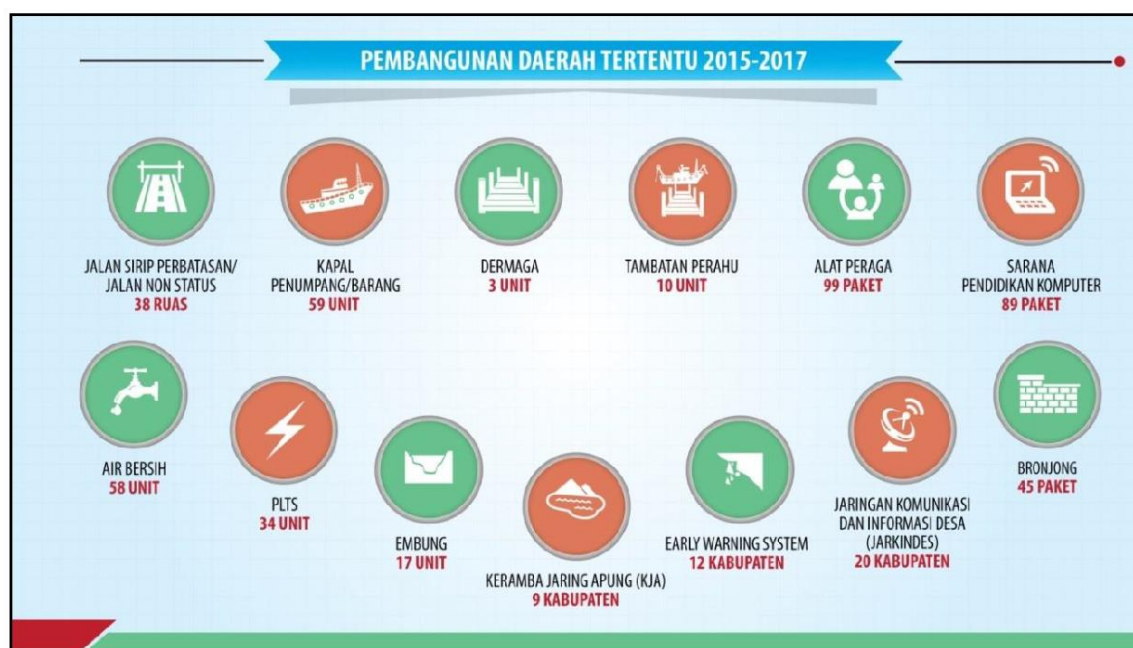 PEMBANGUNAN DAERAH TERTENTU 2015-2017
JALAN SIRIP PERBATASAN/
JALAN NON STATUS
38 RUAS
KAPAL
PENUMPANG/BARANG
59 UNIT
DERMAGA
3 UNIT
TAMBATAN PERAHU
10 UNIT
ALAT PERAGA
99 PAKET
SARANA
PENDIDIKAN KOMPUTER
89 PAKET
AIR BERSIH
58 UNIT
PLTS
34 UNIT
EMBUNG
17 UNIT
KERAMBA JARING APUNG (KJA)
9 KABUPATEN
EARLY WARNING SYSTEM
12 KABUPATEN
JARINGAN KOMUNIKASI
DAN INFORMASI DESA
(JARKINDES)
20 KABUPATEN
BRONJONG
45 PAKET